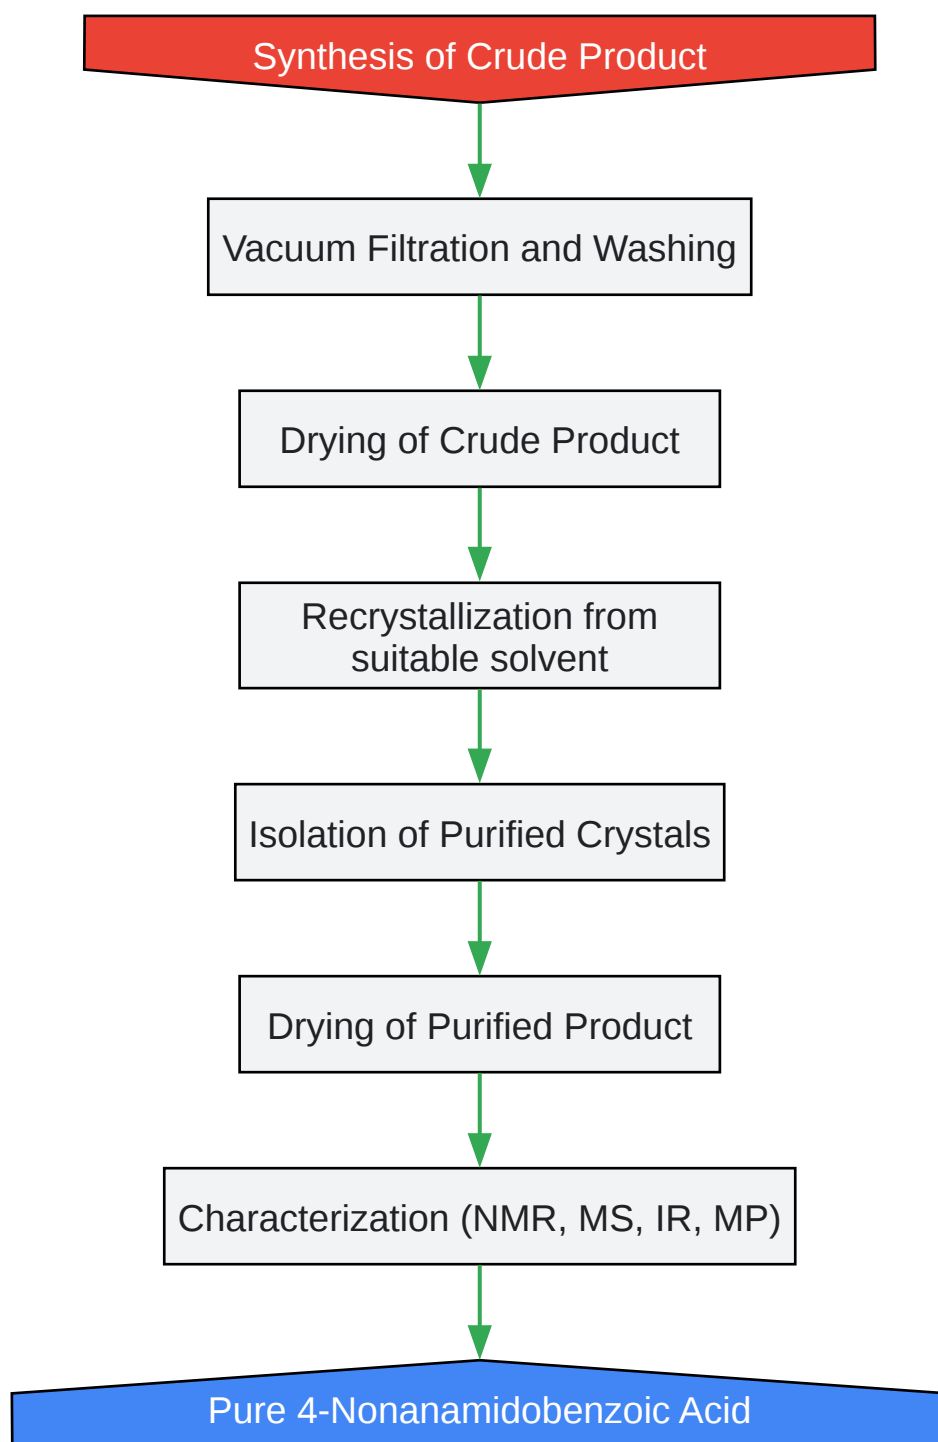 Synthesis of Crude Product
Vacuum Filtration and Washing
Drying of Crude Product
Recrystallization from
suitable solvent
Isolation of Purified Crystals
Drying of Purified Product
Characterization (NMR, MS, IR, MP)
Pure 4-Nonanamidobenzoic Acid